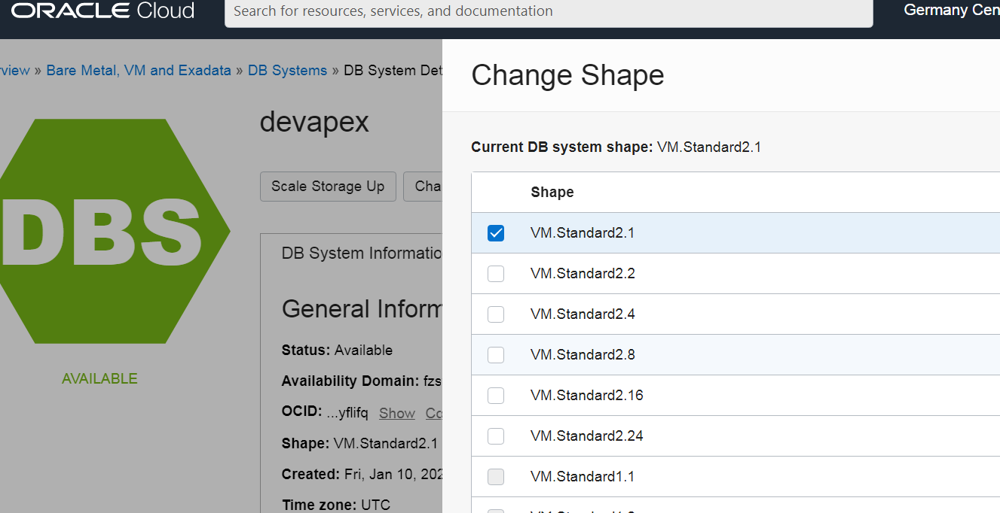 ORACLE Cloud
Search for resources, services, and documentation
Germany Cen
rview » Bare Metal, VM and Exadata » DB Systems » DB System Det
DBS
AVAILABLE
devapex
Scale Storage Up
Cha
DB System Informatio
General Inform
Status: Available
Availability Domain: fzs
OCID: ...yflifq Show Co
Shape: VM.Standard2.1
Created: Fri, Jan 10, 202
Time zone: UTC
Change Shape
Current DB system shape: VM.Standard2.1
Shape
VM.Standard2.1
VM.Standard2.2
VM.Standard2.4
VM.Standard2.8
VM.Standard2.16
VM.Standard2.24
VM.Standard1.1